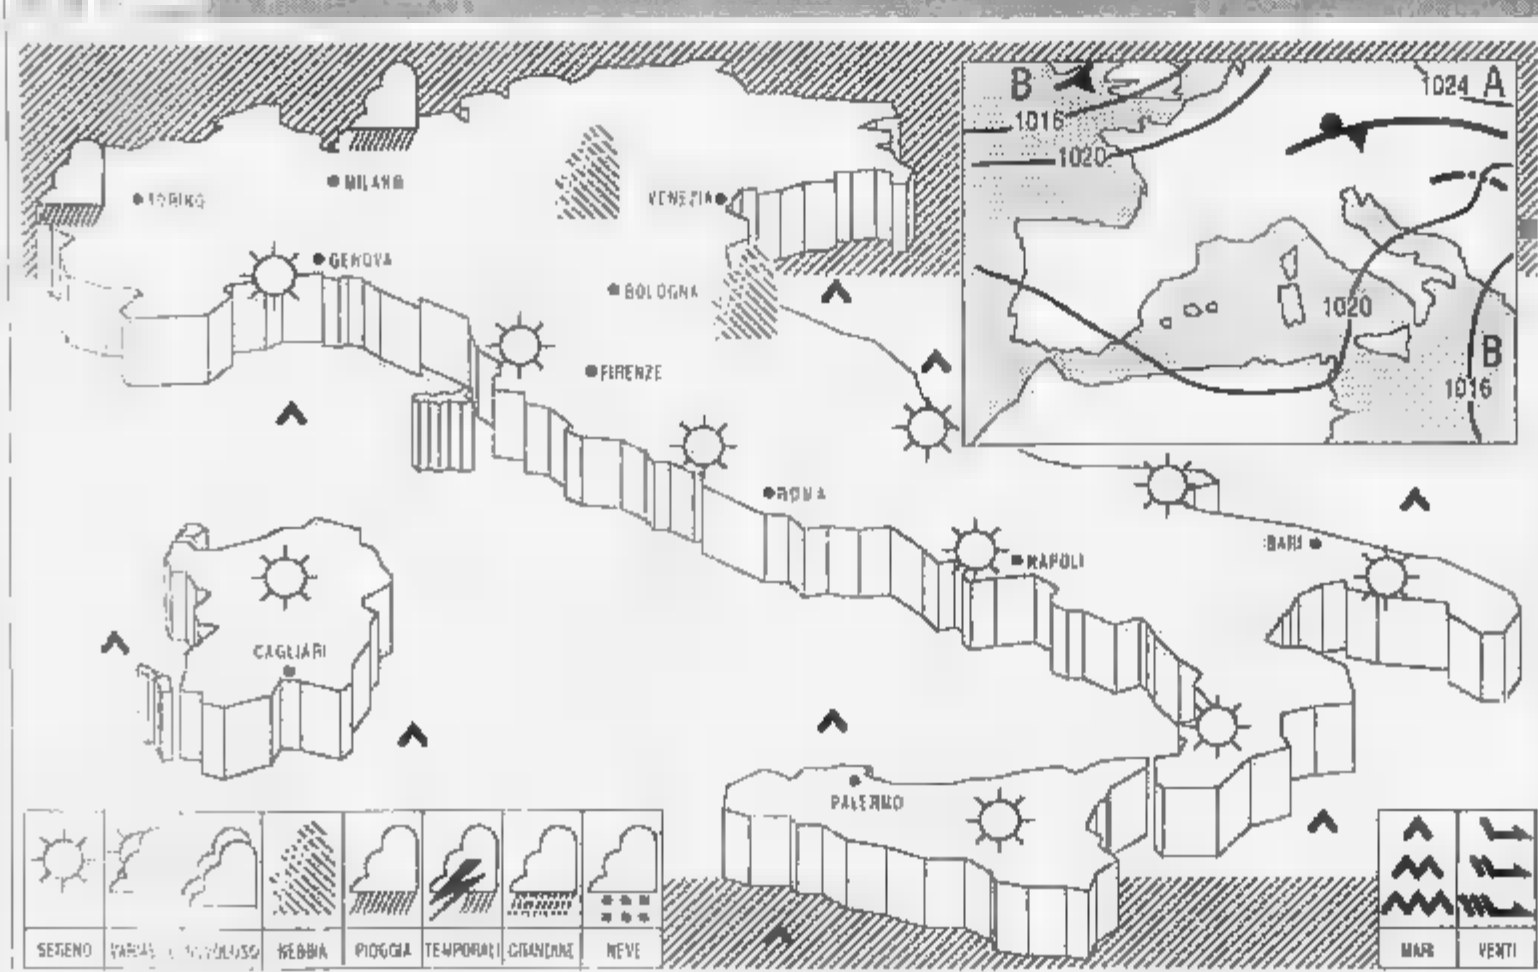 B
1024 A
1016
1020
TORINO
MILANO
VENEZIA
GENOVA
BOLOGNA
1020
B
FIRENZE
1016
ROMA
BARI
NAPOLI
CAGLIARI
PALERMO
SERENO
NEBBIA
PIOGGIA
TEMPORALI
GRANDINE
NEVE
MARI
VENTI